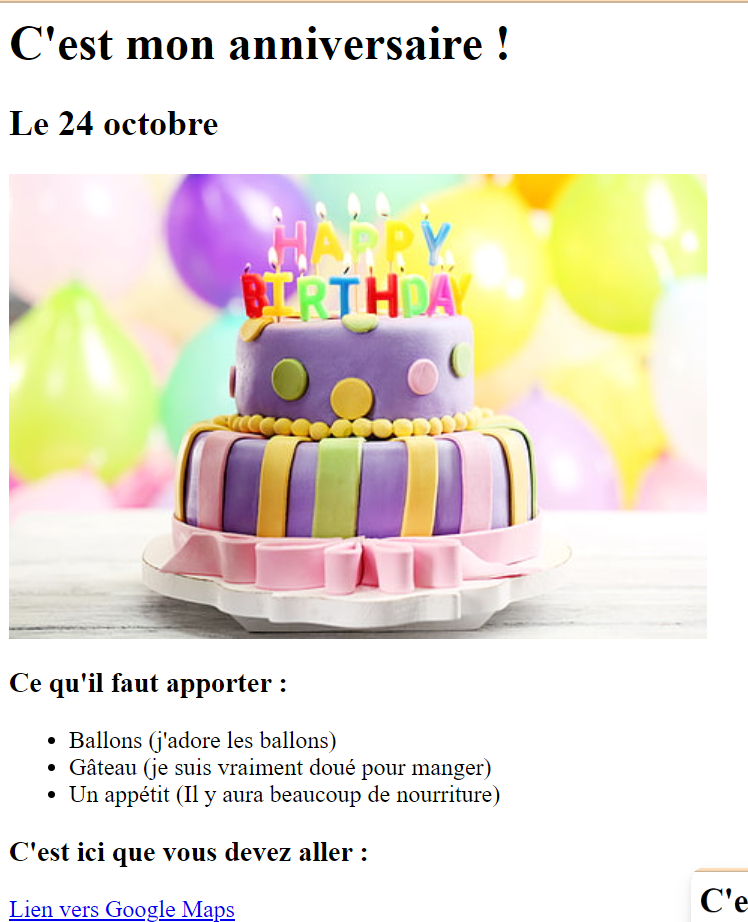 C'est mon anniversaire !
Le 24 octobre
HAPPY
BIRTHDAY
Ce qu'il faut apporter :
Ballons (j'adore les ballons)
Gâteau (je suis vraiment doué pour manger)
Un appétit (Il y aura beaucoup de nourriture)
C'est ici que vous devez aller :
Lien vers Google Maps
C'e